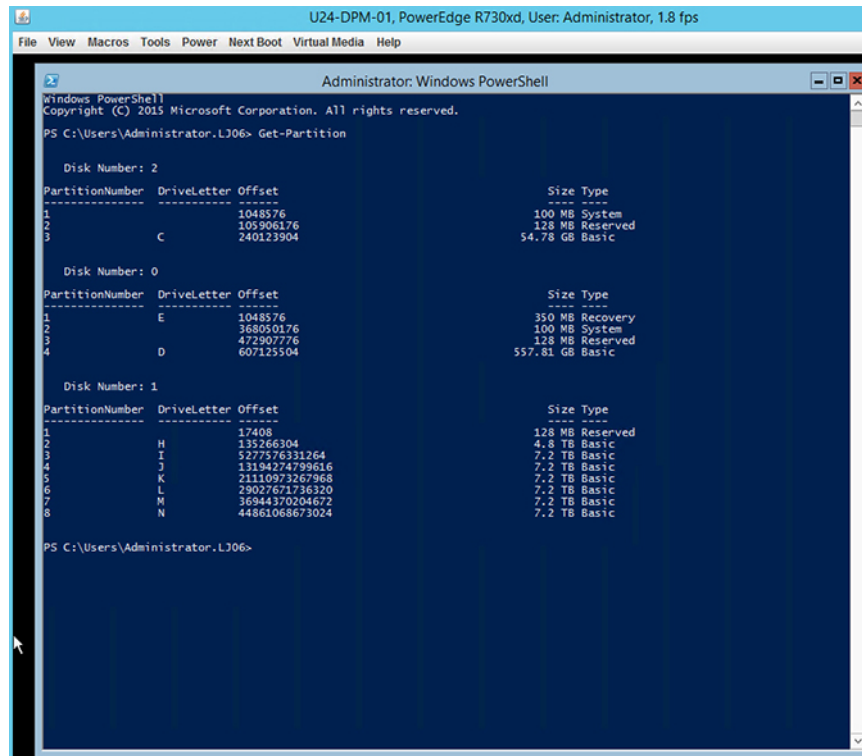 U24-DPM-01, PowerEdge R730xd, User: Administrator, 1.8 fps
File View Macros Tools Power Next Boot Virtual Media Help
Administrator: Windows PowerShell
Windows PowerShell
Copyright (C) 2015 Microsoft Corporation. All rights reserved.
PS C:\Users\Administrator.LJ06> Get-Partition
Disk Number: 2
PartitionNumber DriveLetter Offset Size Type
--------------- ----------- ------ ---- ----
1 1048576 100 MB System
2 105906176 128 MB Reserved
3 C 240123904 54.78 GB Basic
Disk Number: 0
PartitionNumber DriveLetter Offset Size Type
--------------- ----------- ------ ---- ----
1 E 1048576 350 MB Recovery
2 368050176 100 MB System
3 472907776 128 MB Reserved
4 D 607125504 557.81 GB Basic
Disk Number: 1
PartitionNumber DriveLetter Offset Size Type
--------------- ----------- ------ ---- ----
1 17408 128 MB Reserved
2 H 135266304 4.8 TB Basic
3 I 5277576331264 7.2 TB Basic
4 J 13194274799616 7.2 TB Basic
5 K 21110973267968 7.2 TB Basic
6 L 29027671736320 7.2 TB Basic
7 M 36944370204672 7.2 TB Basic
8 N 44861068673024 7.2 TB Basic
PS C:\Users\Administrator.LJ06>